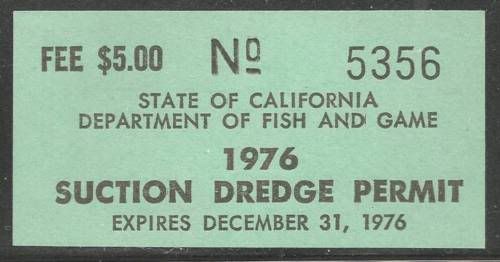 FEE $5.00 Nº 5356
STATE OF CALIFORNIA
DEPARTMENT OF FISH AND GAME
1976
SUCTION DREDGE PERMIT
EXPIRES DECEMBER 31, 1976